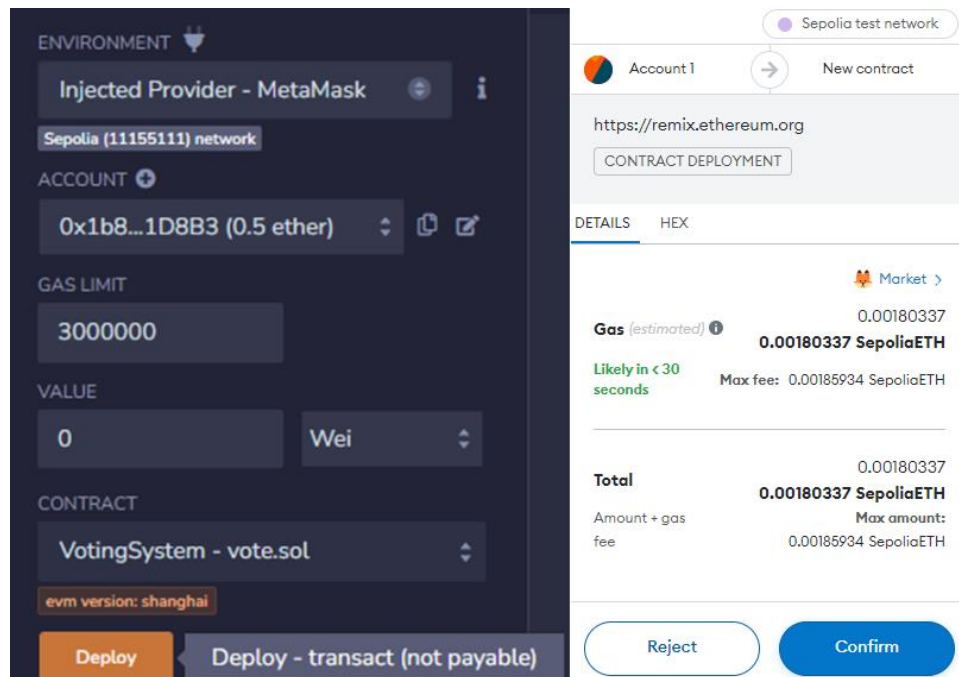 ENVIRONMENT
Injected Provider - MetaMask
i
Sepolia (11155111) network
ACCOUNT
0x1b8...1D8B3 (0.5 ether)
GAS LIMIT
3000000
VALUE
0 Wei
CONTRACT
VotingSystem - vote.sol
evm version: shanghai
Deploy Deploy - transact (not payable)
Sepolia test network
Account 1 New contract
https://remix.ethereum.org
CONTRACT DEPLOYMENT
DETAILS HEX
Market >
0.00180337
Gas (estimated) 0.00180337 SepoliaETH
Likely in < 30
seconds
Max fee: 0.00185934 SepoliaETH
0.00180337
Total 0.00180337 SepoliaETH
Amount + gas Max amount:
fee 0.00185934 SepoliaETH
Reject Confirm